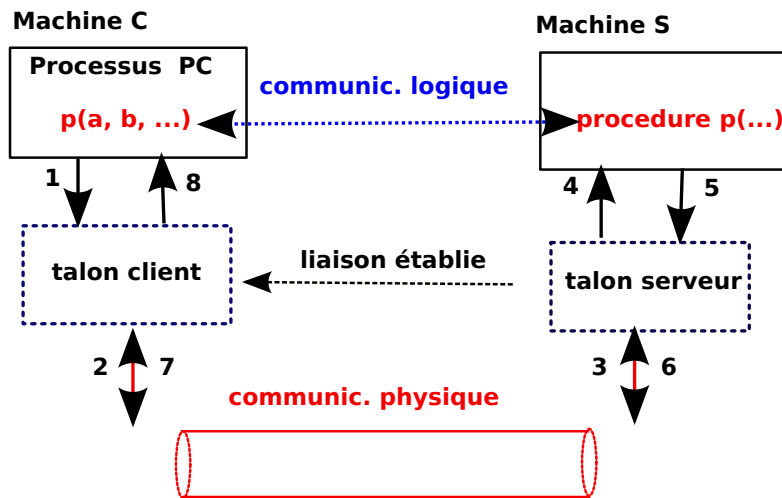 Machine C
Machine S
Processus PC
communic. logique
p(a, b, ...)
procedure p(...)
1
8
4
5
talon client
liaison établie
talon serveur
2
7
3
6
communic. physique